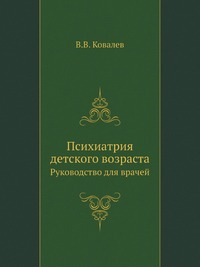 В.В. Ковалев
Психиатрия
детского возраста
Руководство для врачей